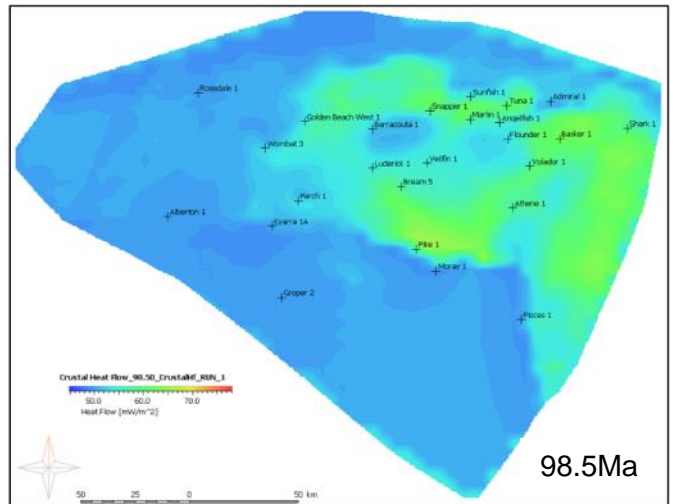 Rosedale 1
Sunfish 1
Admiral 1
Tuna 1
Snapper 1
Golden Beach West 1
Marlin 1
Angelfish 1
Barracouta 1
Shark 1
Flounder 1
Basker 1
Wombat 3
Veilfin 1
Luderick 1
Volador 1
Bream 5
Perch 1
Athene 1
Alberton 1
Kyarra 1A
Pike 1
Moray 1
Groper 2
Pisces 1
Crustal Heat Flow_98.50_CrustalHf_RUN_1
50.0 60.0 70.0
Heat Flow [mW/m^2]
98.5Ma
50 25 0 50 km